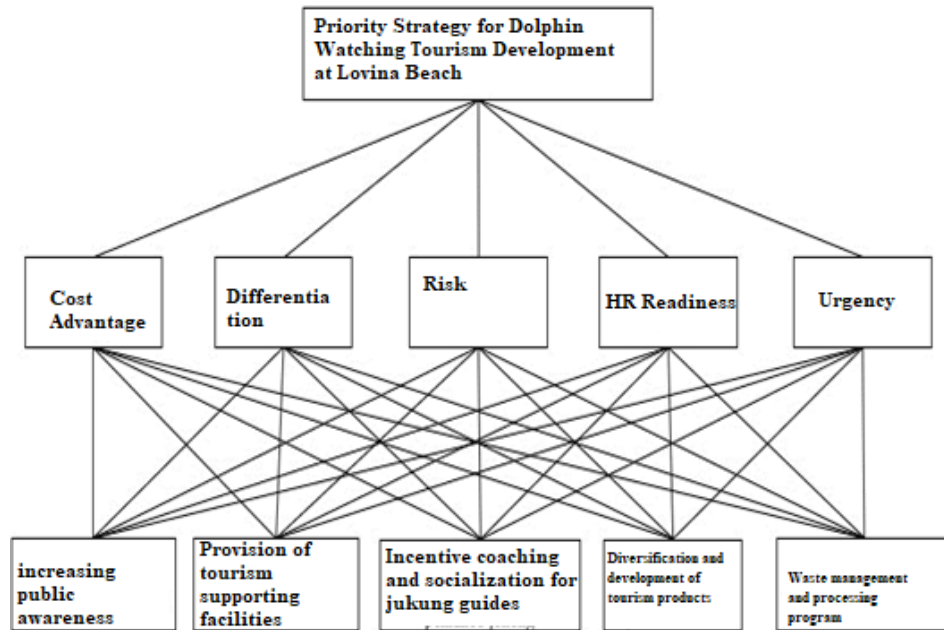 Priority Strategy for Dolphin
Watching Tourism Development
at Lovina Beach
Cost
Advantage
Differentia
tion
Risk
HR Readiness
Urgency
increasing
public
awareness
Provision of
tourism
supporting
facilities
Incentive coaching
and socialization for
jukung guides
Diversification and
development of
tourism products
Waste management
and processing
program